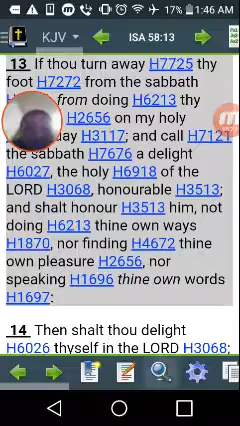 17% 1:46 AM
KJV ISA 58:13
13 If thou turn away H7725 thy
foot H7272 from the sabbath
from doing H6213 thy
H2656 on my holy
day H3117; and call H7121
the sabbath H7676 a delight
H6027, the holy H6918 of the
LORD H3068, honourable H3513;
and shalt honour H3513 him, not
doing H6213 thine own ways
H1870, nor finding H4672 thine
own pleasure H2656, nor
speaking H1696 thine own words
H1697:
14 Then shalt thou delight
H6026 thyself in the LORD H3068;